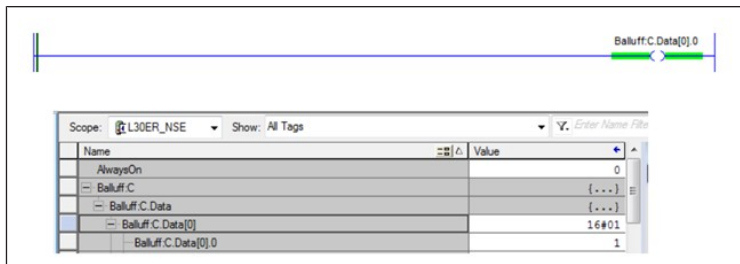 Balluff:C.Data[0].0
Scope: L30ER_NSE Show: All Tags Enter Name Filte
Name Value
AlwaysOn 0
Balluff:C {...}
Balluff:C.Data {...}
Balluff:C.Data[0] 16#01
Balluff:C.Data[0].0 1